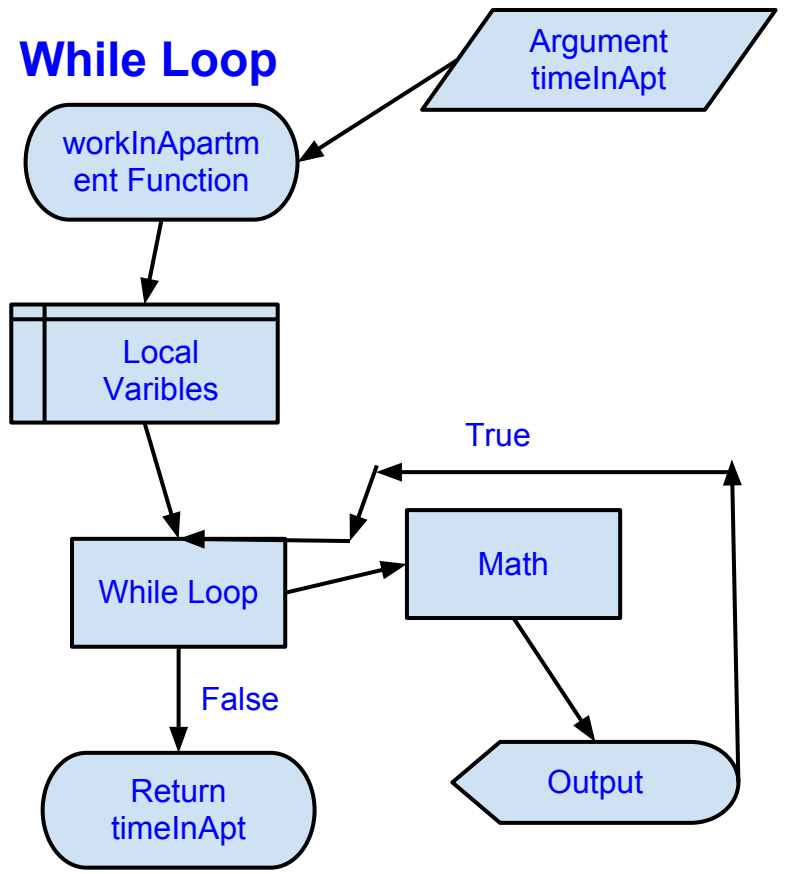 While Loop
Argument
timeInApt
workInApartm
ent Function
Local
Varibles
True
While Loop
Math
False
Return
timeInApt
Output